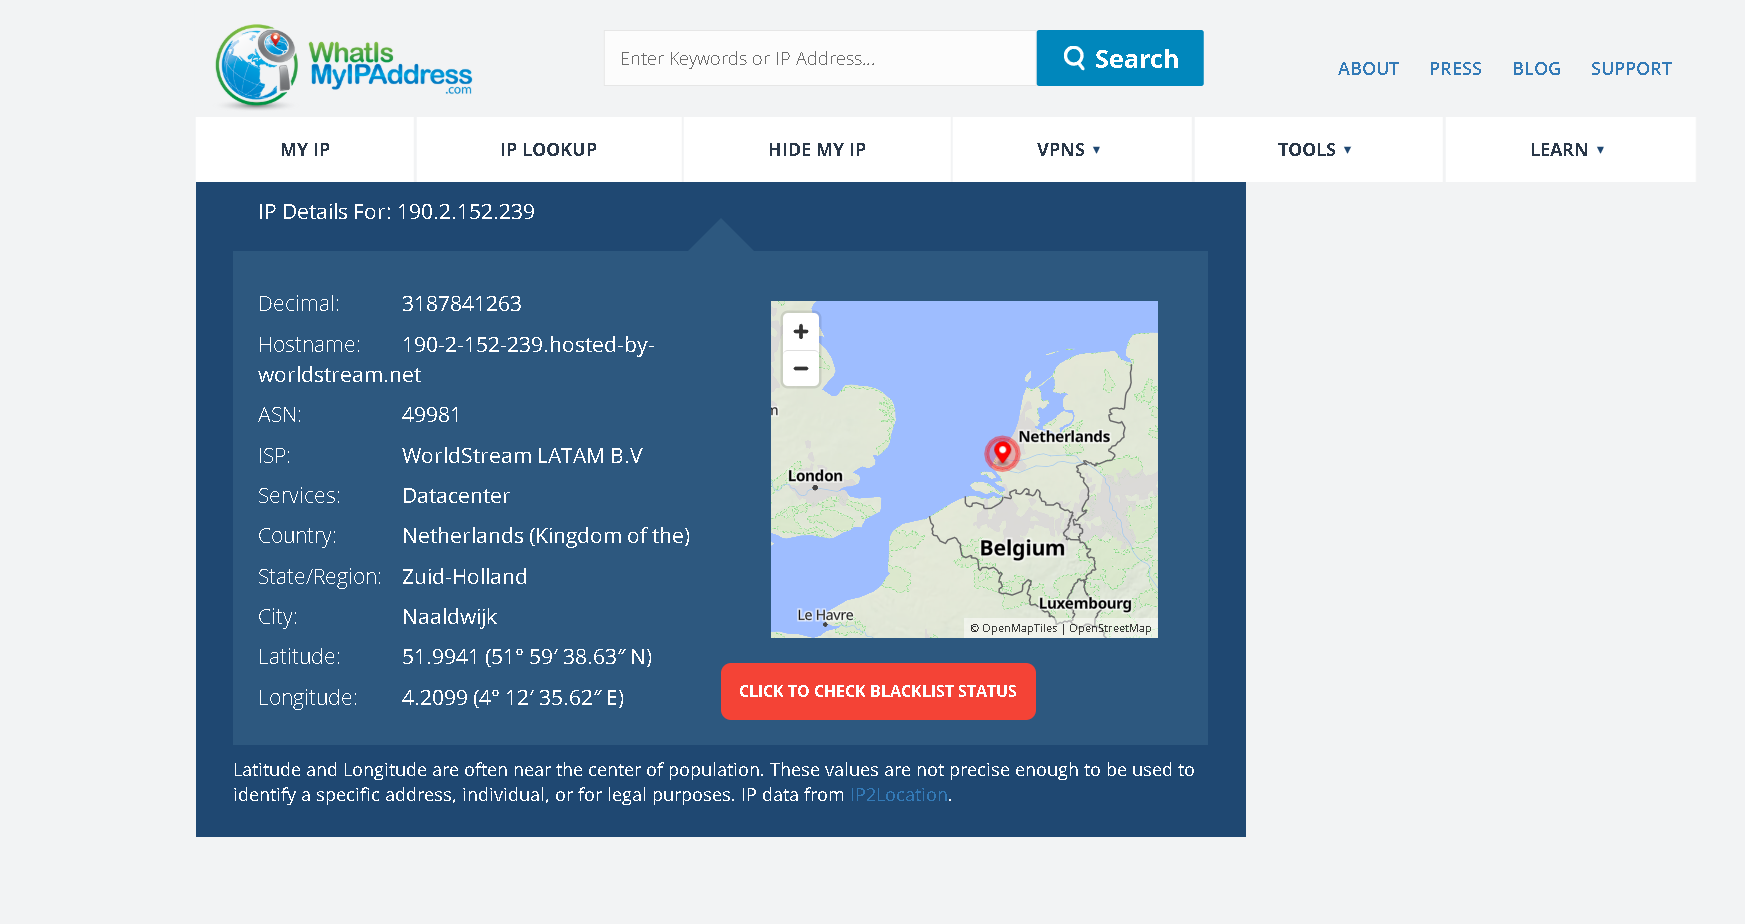 WhatIs
MyIPAddress
.com
Enter Keywords or IP Address...
Search
ABOUT PRESS BLOG SUPPORT
MY IP IP LOOKUP HIDE MY IP VPNS ▾ TOOLS ▾ LEARN ▾
IP Details For: 190.2.152.239
Decimal: 3187841263
Hostname: 190-2-152-239.hosted-by-
worldstream.net
ASN: 49981
ISP: WorldStream LATAM B.V
Services: Datacenter
Country: Netherlands (Kingdom of the)
State/Region: Zuid-Holland
City: Naaldwijk
Latitude: 51.9941 (51° 59′ 38.63″ N)
Longitude: 4.2099 (4° 12′ 35.62″ E)
+
−
Netherlands
London
Belgium
Luxembourg
Le Havre
© OpenMapTiles | OpenStreetMap
CLICK TO CHECK BLACKLIST STATUS
Latitude and Longitude are often near the center of population. These values are not precise enough to be used to
identify a specific address, individual, or for legal purposes. IP data from IP2Location.